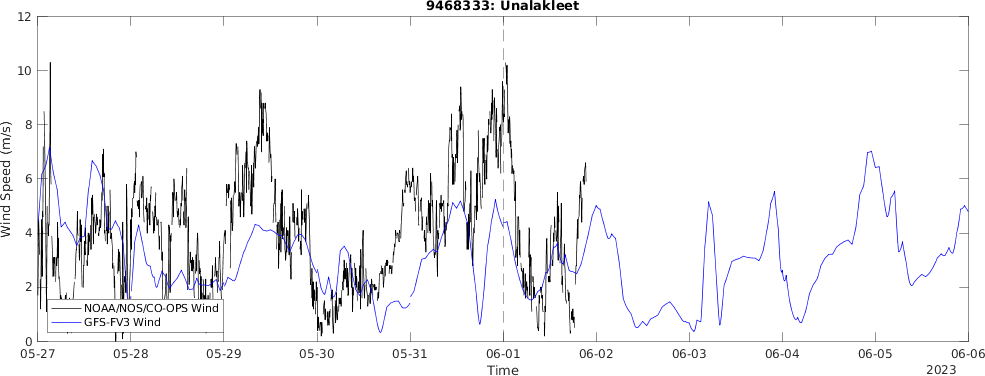 9468333: Unalakleet
12
10
8
6
4
2
0
Wind Speed (m/s)
NOAA/NOS/CO-OPS Wind
GFS-FV3 Wind
05-27 05-28 05-29 05-30 05-31 06-01 06-02 06-03 06-04 06-05 06-06
Time
2023